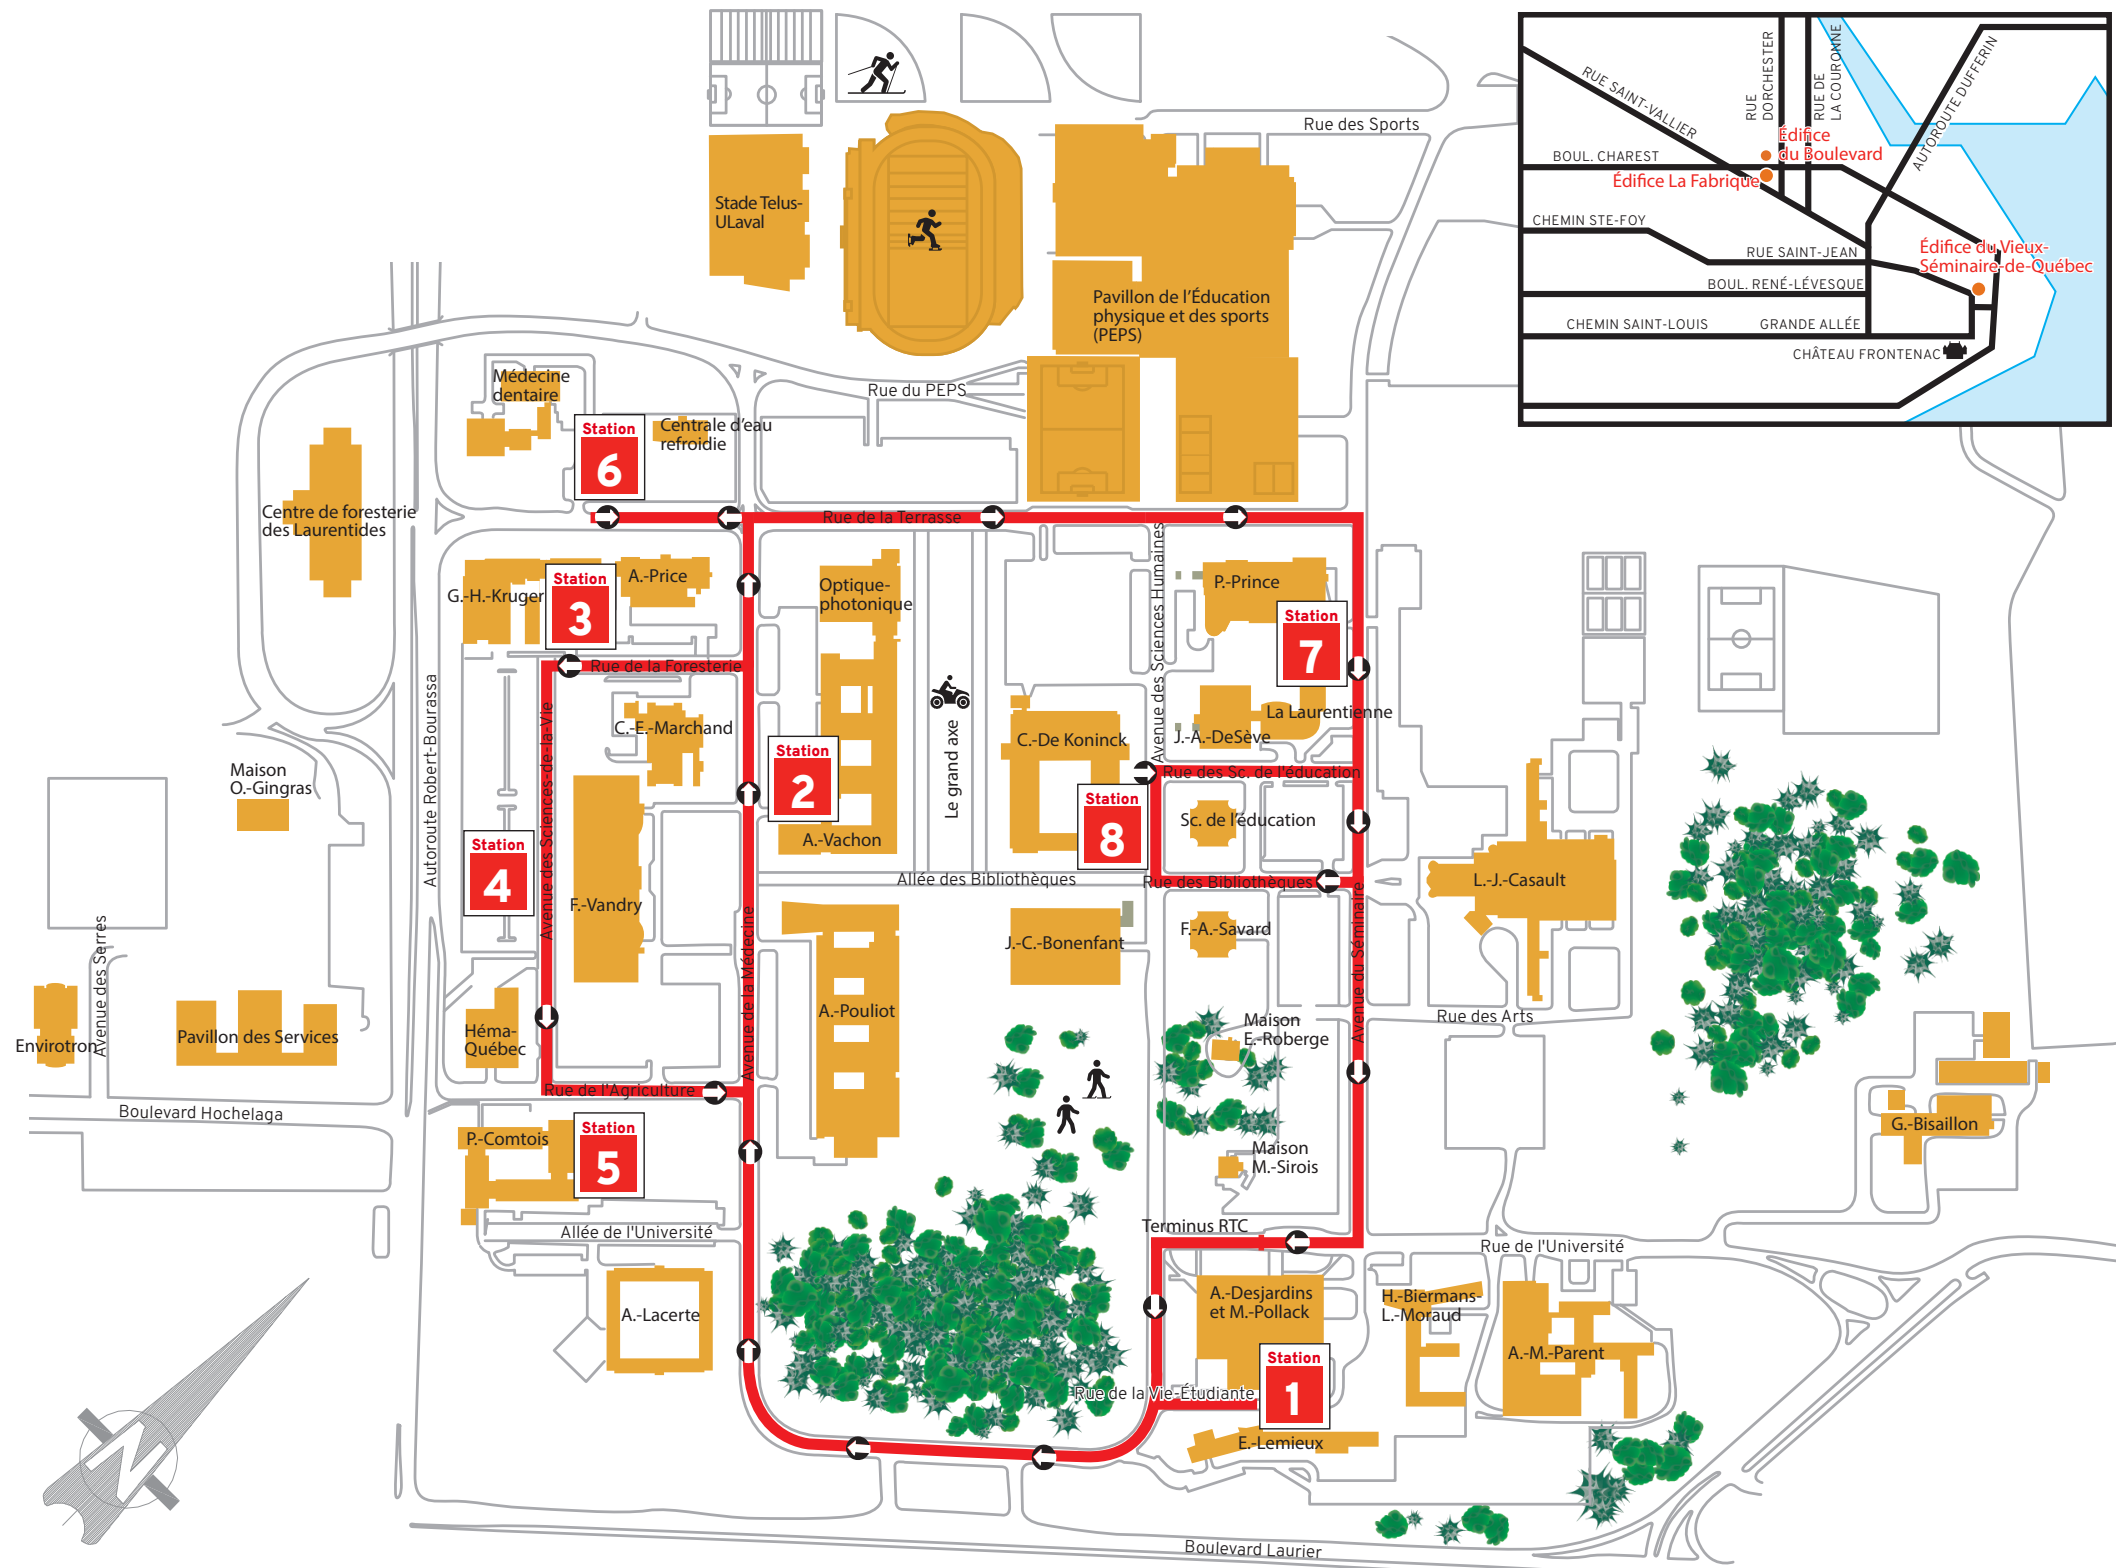 Rue des Sports
Stade Telus-
ULaval
Pavillon de l'Éducation
physique et des sports
(PEPS)
Rue du PEPS
RUE SAINT-VALLIER
RUE
DORCHESTER
RUE DE
LA COURONNE
AUTOROUTE DUFFERIN
Édifice
du Boulevard
BOUL. CHAREST
Édifice La Fabrique
CHEMIN STE-FOY
RUE SAINT-JEAN
Édifice du Vieux-
Séminaire-de-Québec
BOUL. RENÉ-LÉVESQUE
CHEMIN SAINT-LOUIS
GRANDE ALLÉE
CHÂTEAU FRONTENAC
Médecine
dentaire
Station
6
Centrale d'eau
refroidie
Centre de foresterie
des Laurentides
Rue de la Terrasse
G.-H.-Kruger
Station
3
A.-Price
Optique-
photonique
Avenue des Sciences Humaines
P.-Prince
Station
7
Rue de la Foresterie
Autoroute Robert-Bourassa
Avenue des Sciences-de-la-Vie
C.-E.-Marchand
Station
2
Le grand axe
C.-De Koninck
La Laurentienne
J.-A.-DeSève
Rue des Sc. de l'éducation
Maison
O.-Gingras
Station
8
Sc. de l'éducation
A.-Vachon
Station
4
F.-Vandry
Allée des Bibliothèques
Rue des Bibliothèques
L.-J.-Casault
Avenue de la Médecine
J.-C.-Bonenfant
F.-A.-Savard
Avenue du Séminaire
Avenue des Serres
Envirotron
Pavillon des Services
Héma-
Québec
A.-Pouliot
Maison
E.-Roberge
Rue des Arts
Rue de l'Agriculture
Boulevard Hochelaga
P.-Comtois
Station
5
Maison
M.-Sirois
G.-Bisaillon
Allée de l'Université
Terminus RTC
Rue de l'Université
A.-Lacerte
A.-Desjardins
et M.-Pollack
H.-Biermans-
L.-Moraud
A.-M.-Parent
Station
1
Rue de la Vie-Étudiante
E.-Lemieux
Boulevard Laurier